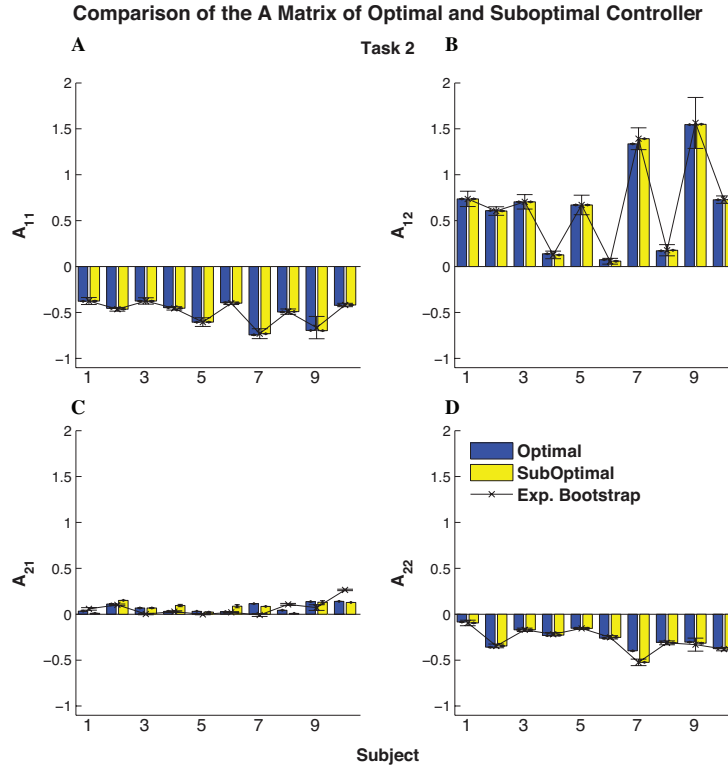 Comparison of the A Matrix of Optimal and Suboptimal Controller
A
Task 2
B
2
1.5
1
0.5
0
−0.5
−1
A11
1 3 5 7 9
2
1.5
1
0.5
0
−0.5
−1
A12
1 3 5 7 9
C
D
2
1.5
1
0.5
0
−0.5
−1
A21
1 3 5 7 9
2
1.5
1
0.5
0
−0.5
−1
A22
Optimal
SubOptimal
Exp. Bootstrap
1 3 5 7 9
Subject